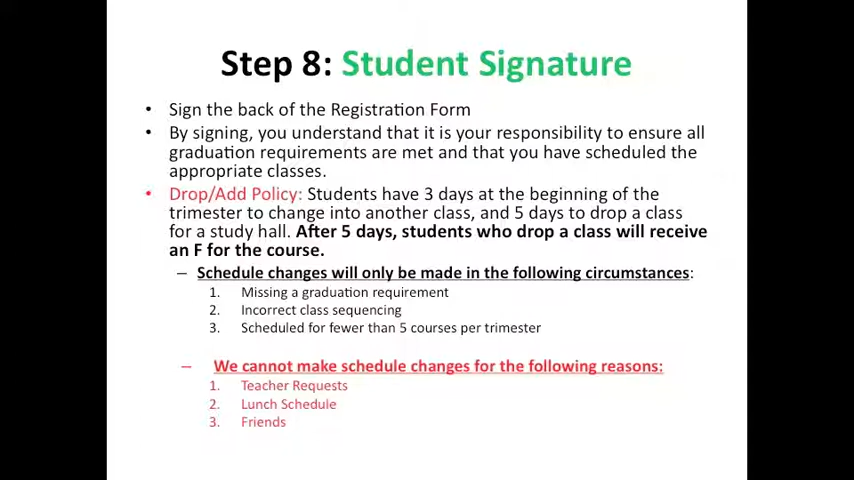 Step 8: Student Signature
• Sign the back of the Registration Form
• By signing, you understand that it is your responsibility to ensure all
graduation requirements are met and that you have scheduled the
appropriate classes.
• Drop/Add Policy: Students have 3 days at the beginning of the
trimester to change into another class, and 5 days to drop a class
for a study hall. After 5 days, students who drop a class will receive
an F for the course.
– Schedule changes will only be made in the following circumstances:
1. Missing a graduation requirement
2. Incorrect class sequencing
3. Scheduled for fewer than 5 courses per trimester
– We cannot make schedule changes for the following reasons:
1. Teacher Requests
2. Lunch Schedule
3. Friends